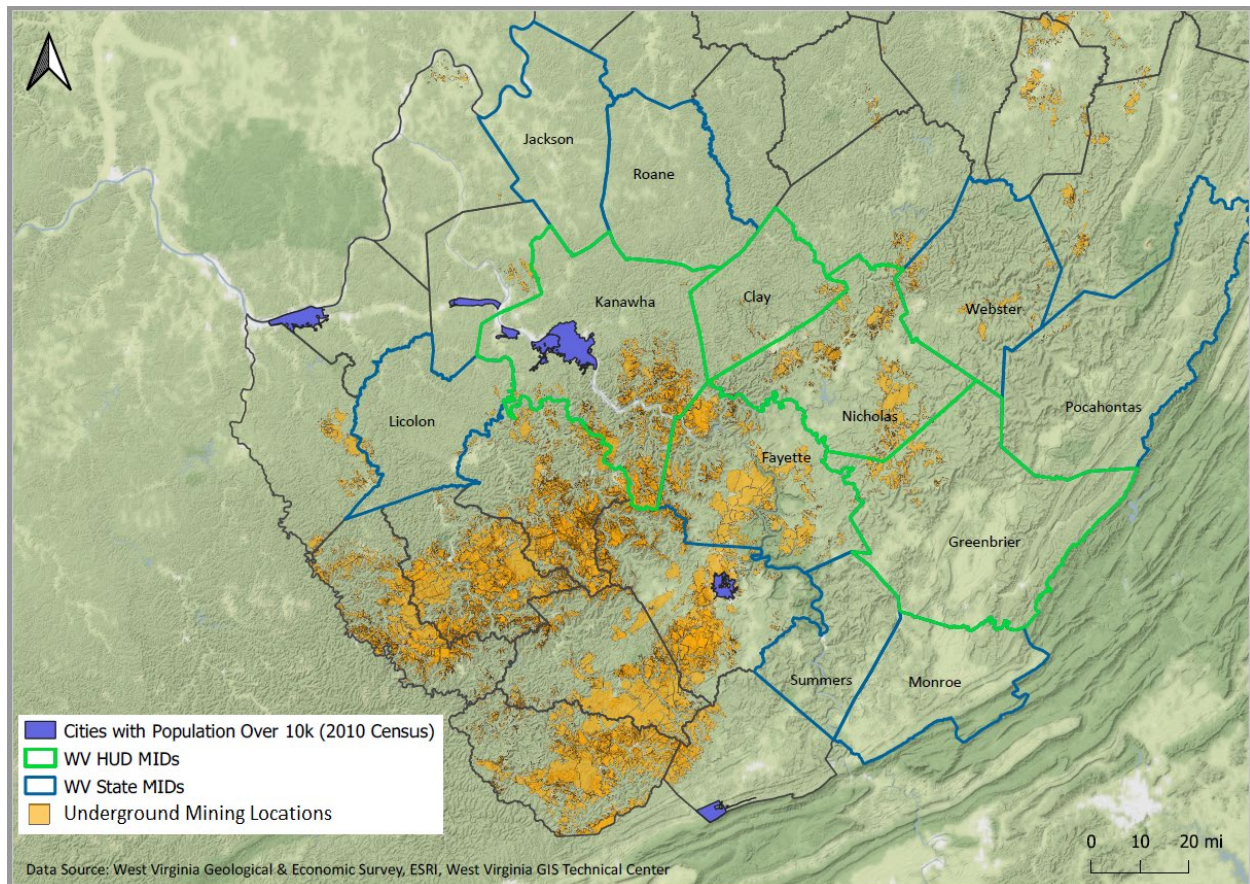 Jackson
Roane
Kanawha
Clay
Webster
Licolon
Nicholas
Pocahontas
Fayette
Greenbrier
Summers
Monroe
Cities with Population Over 10k (2010 Census)
WV HUD MIDs
WV State MIDs
Underground Mining Locations
0 10 20 mi
Data Source: West Virginia Geological & Economic Survey, ESRI, West Virginia GIS Technical Center